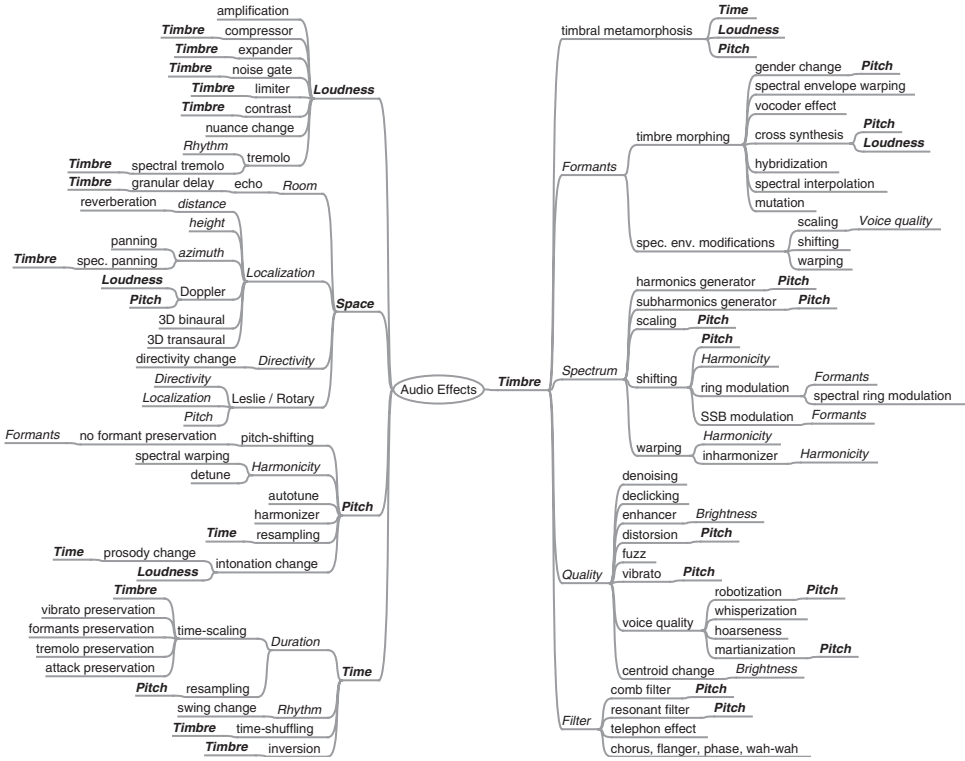 Audio Effects
Loudness
amplification
Timbre compressor
Timbre expander
Timbre noise gate
Timbre limiter
Timbre contrast
nuance change
tremolo
Rhythm
Timbre spectral tremolo
Space
Timbre granular delay echo Room
Localization
reverberation distance
height
azimuth
panning
Timbre spec. panning
Doppler
Loudness
Pitch
3D binaural
3D transaural
directivity change Directivity
Leslie / Rotary
Directivity
Localization
Pitch
Pitch
Formants no formant preservation pitch-shifting
Harmonicity
spectral warping
detune
autotune
harmonizer
Time resampling
intonation change
Time prosody change
Loudness
Time
Duration
time-scaling
Timbre
vibrato preservation
formants preservation
tremolo preservation
attack preservation
Pitch resampling
swing change Rhythm
Timbre time-shuffling
Timbre inversion
Timbre
timbral metamorphosis
Time
Loudness
Pitch
Formants
timbre morphing
gender change Pitch
spectral envelope warping
vocoder effect
cross synthesis
Pitch
Loudness
hybridization
spectral interpolation
mutation
spec. env. modifications
scaling Voice quality
shifting
warping
Spectrum
harmonics generator Pitch
subharmonics generator Pitch
scaling Pitch
shifting
Pitch
Harmonicity
ring modulation
Formants
spectral ring modulation
SSB modulation Formants
warping
Harmonicity
inharmonizer Harmonicity
Quality
denoising
declicking
enhancer Brightness
distorsion Pitch
fuzz
vibrato Pitch
voice quality
robotization Pitch
whisperization
hoarseness
martianization Pitch
centroid change Brightness
Filter
comb filter Pitch
resonant filter Pitch
telephon effect
chorus, flanger, phase, wah-wah